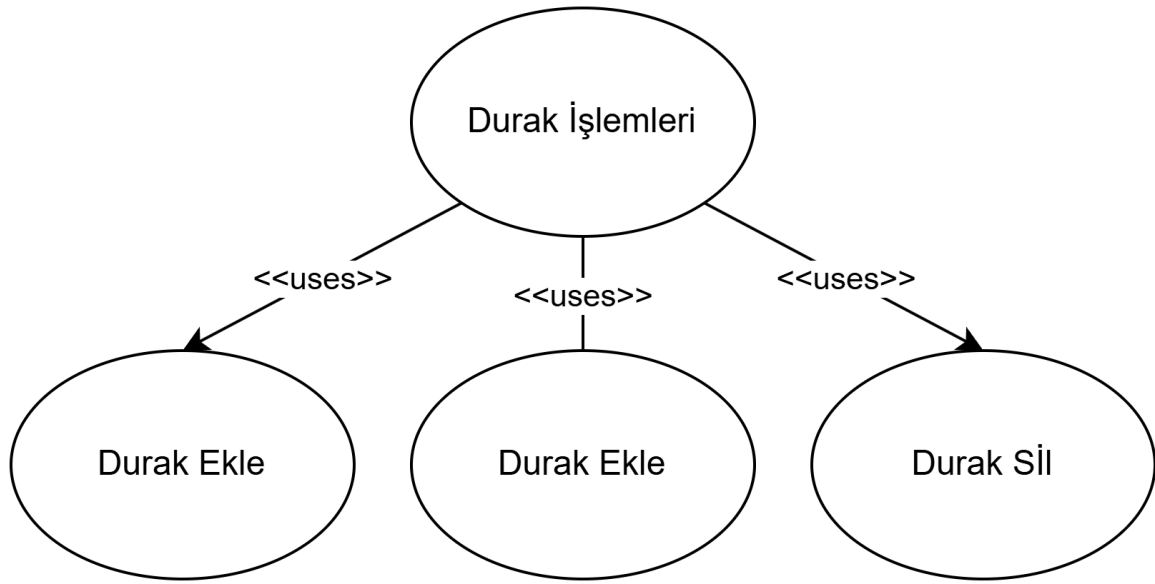 Durak İşlemleri
<<uses>>
<<uses>>
<<uses>>
Durak Ekle
Durak Ekle
Durak Sİl